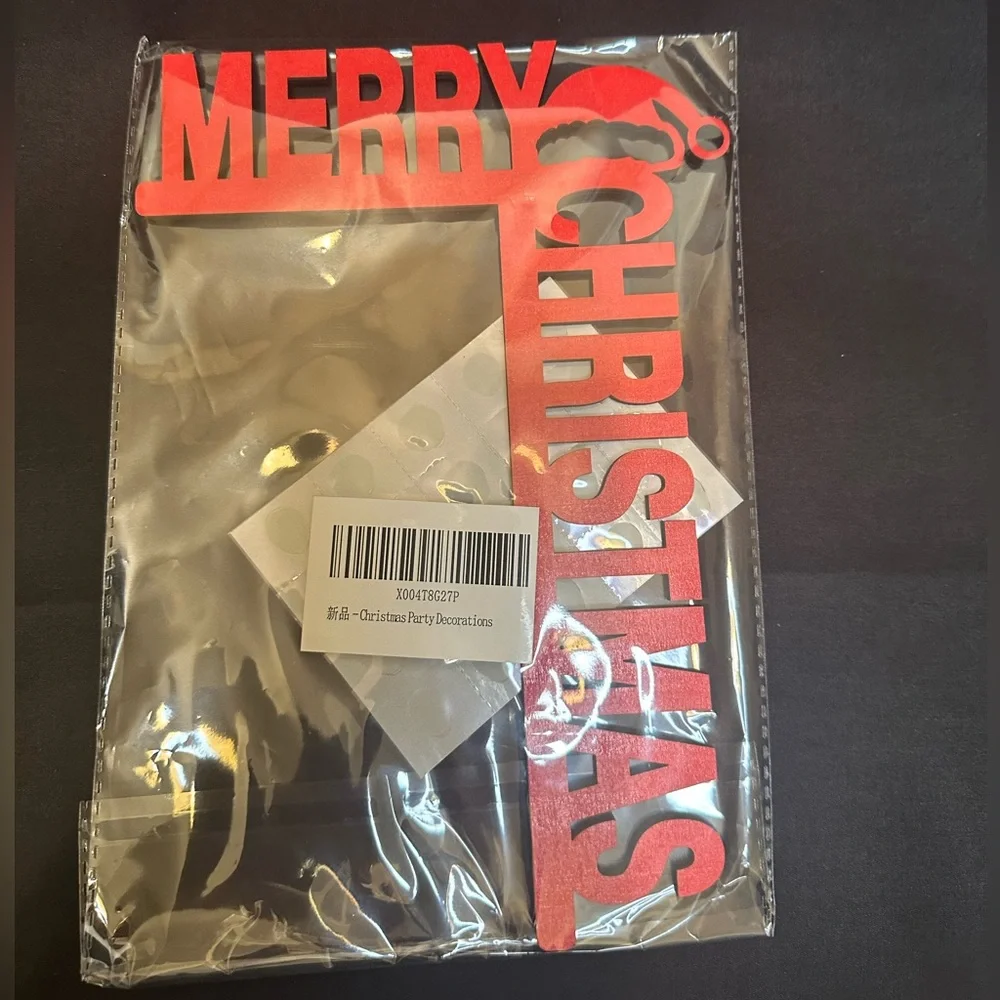 MERRY
CHRISTMAS
X004T8G27P
新品 - Christmas Party Decorations